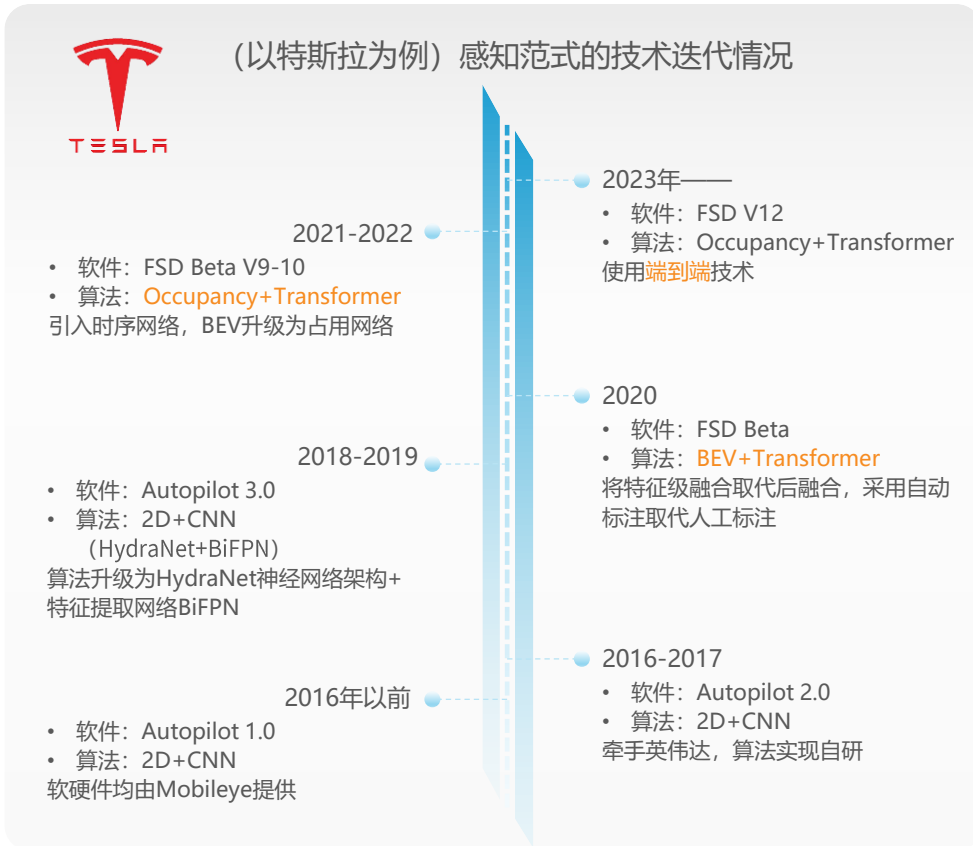 TESLA
（以特斯拉为例）感知范式的技术迭代情况
2023年——
• 软件：FSD V12
• 算法：Occupancy+Transformer
使用端到端技术
2021-2022
• 软件：FSD Beta V9-10
• 算法：Occupancy+Transformer
引入时序网络，BEV升级为占用网络
2020
• 软件：FSD Beta
• 算法：BEV+Transformer
将特征级融合取代后融合，采用自动
标注取代人工标注
2018-2019
• 软件：Autopilot 3.0
• 算法：2D+CNN
（HydraNet+BiFPN）
算法升级为HydraNet神经网络架构+
特征提取网络BiFPN
2016-2017
• 软件：Autopilot 2.0
• 算法：2D+CNN
牵手英伟达，算法实现自研
2016年以前
• 软件：Autopilot 1.0
• 算法：2D+CNN
软硬件均由Mobileye提供